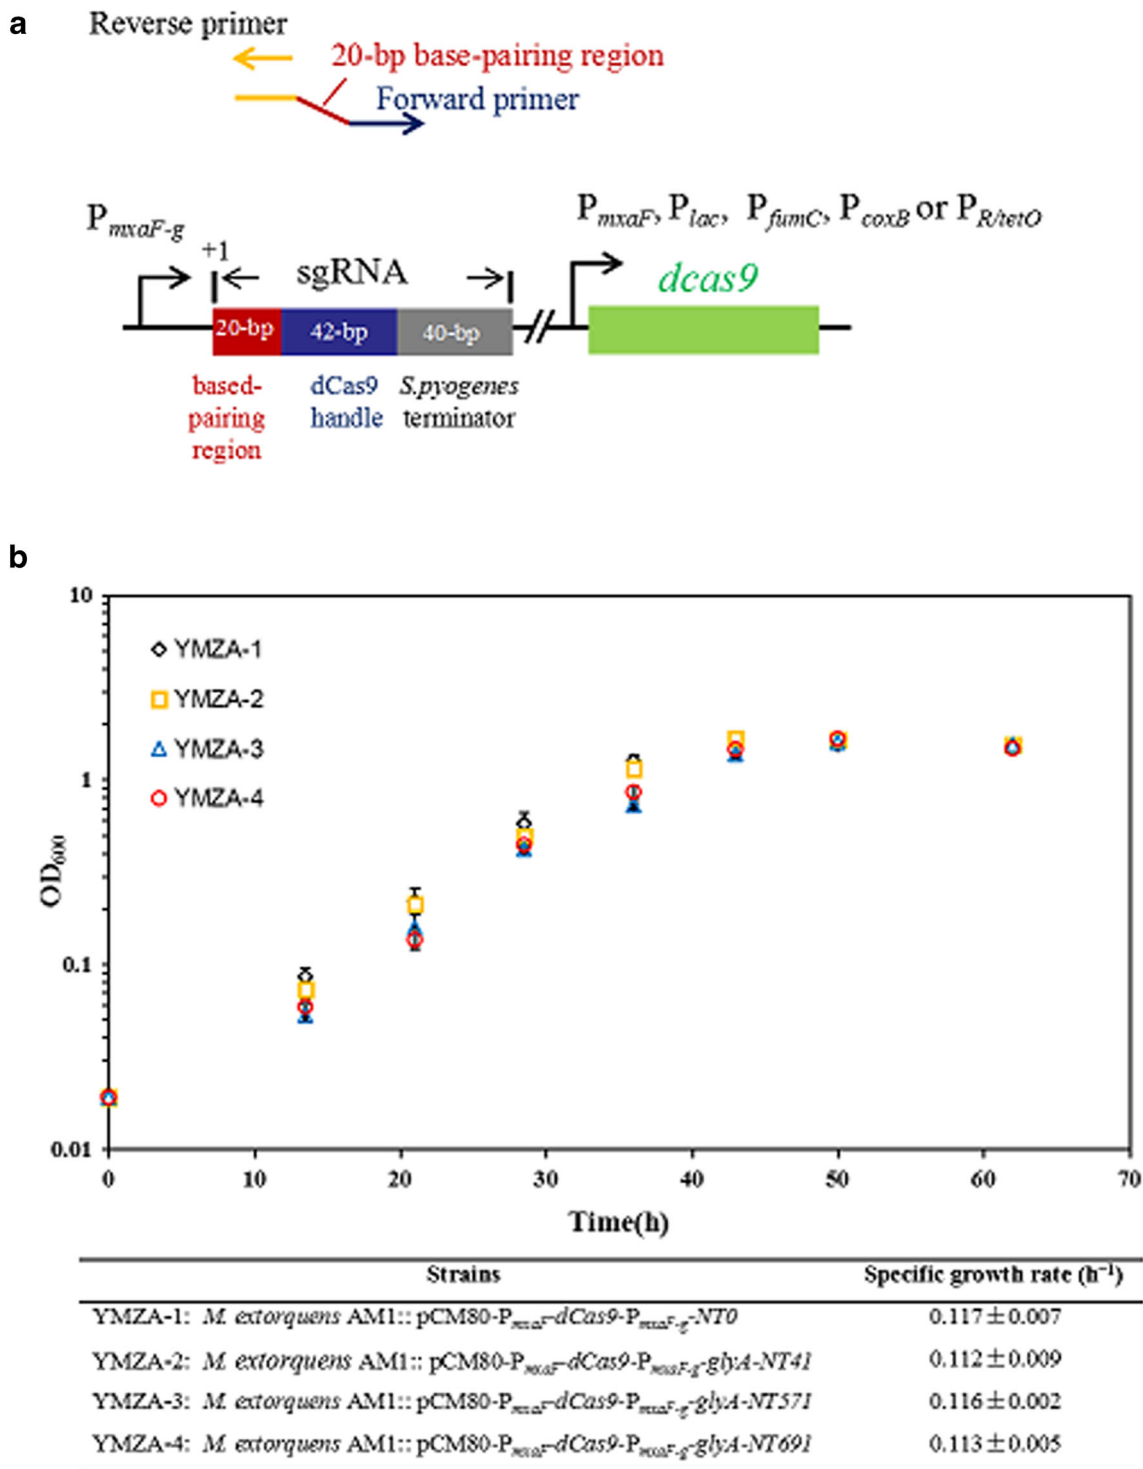 a
Reverse primer
20-bp base-pairing region
Forward primer
P mxaF-g
PmxaF, Plac, PfumC, PcoxB or PR/tetO
+1
sgRNA
dcas9
20-bp 42-bp 40-bp
based-pairing region
dCas9 handle
S.pyogenes terminator
b
10
1
0.1
0.01
OD600
YMZA-1
YMZA-2
YMZA-3
YMZA-4
0 10 20 30 40 50 60 70
Time(h)
Strains Specific growth rate (h⁻¹)
YMZA-1: M. extorquens AM1:: pCM80-PmxaF-dCas9-PmxaF-g-NT0 0.117±0.007
YMZA-2: M. extorquens AM1:: pCM80-PmxaF-dCas9-PmxaF-g-glyA-NT41 0.112±0.009
YMZA-3: M. extorquens AM1:: pCM80-PmxaF-dCas9-PmxaF-g-glyA-NT571 0.116±0.002
YMZA-4: M. extorquens AM1:: pCM80-PmxaF-dCas9-PmxaF-g-glyA-NT691 0.113±0.005